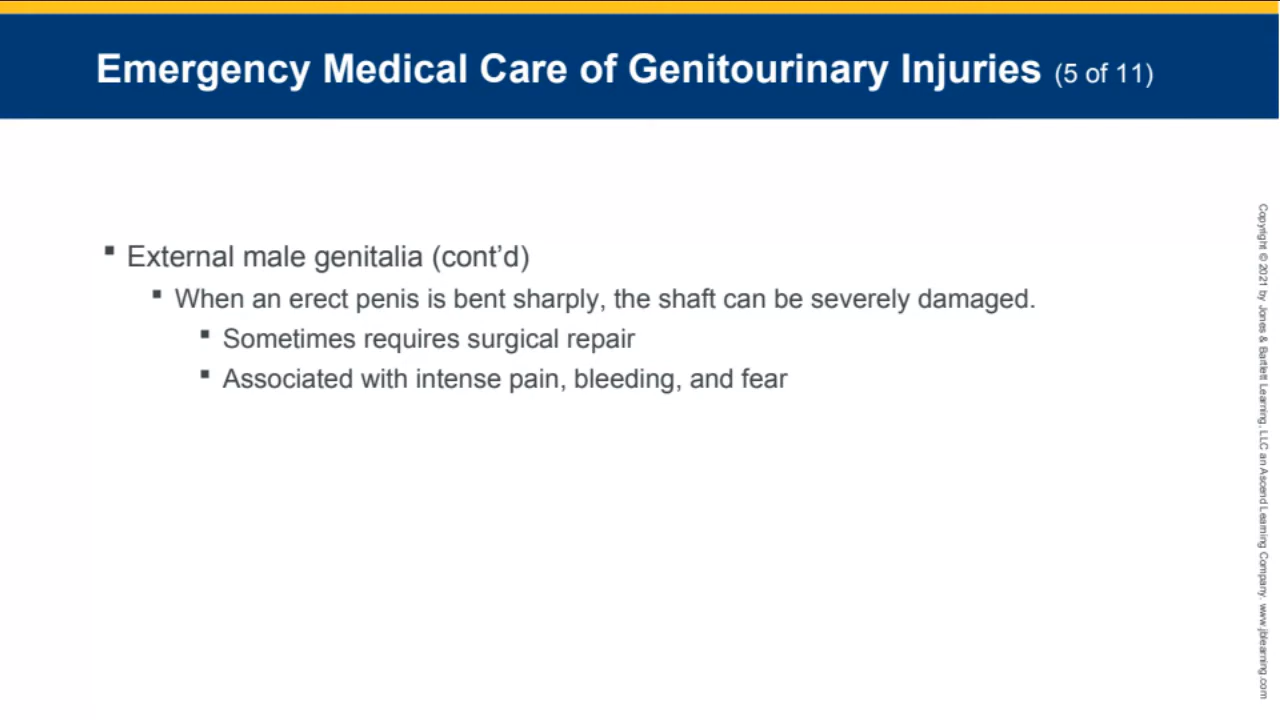 Emergency Medical Care of Genitourinary Injuries (5 of 11)
▪ External male genitalia (cont’d)
▪ When an erect penis is bent sharply, the shaft can be severely damaged.
▪ Sometimes requires surgical repair
▪ Associated with intense pain, bleeding, and fear
Copyright © 2021 by Jones & Bartlett Learning, LLC an Ascend Learning Company. www.jblearning.com